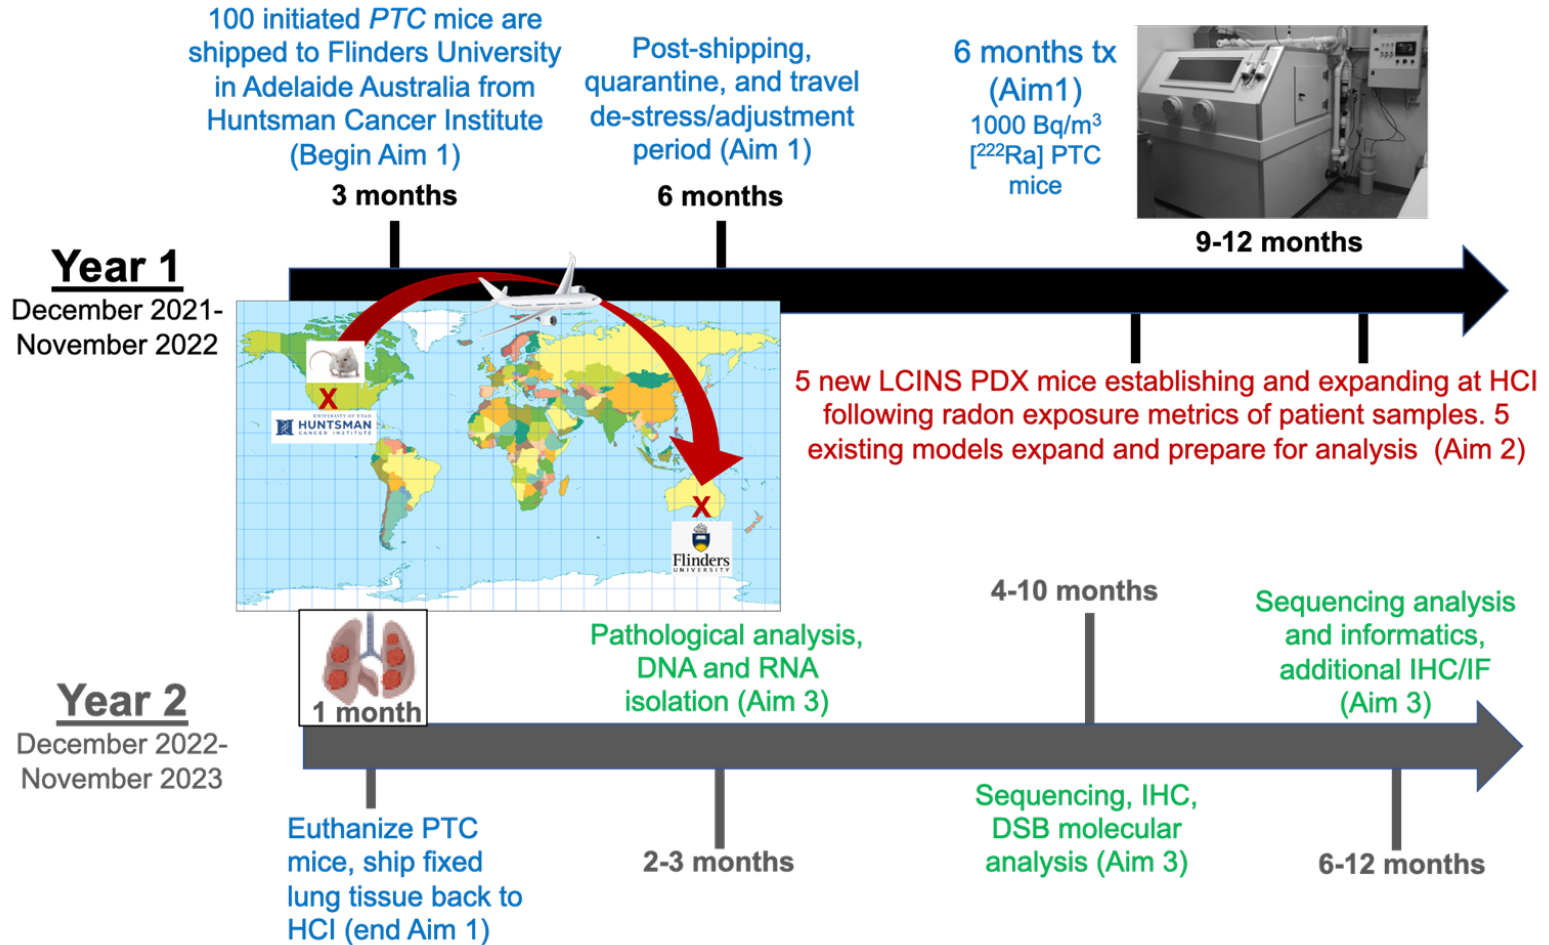 100 initiated PTC mice are
shipped to Flinders University
in Adelaide Australia from
Huntsman Cancer Institute
(Begin Aim 1)
3 months
Post-shipping,
quarantine, and travel
de-stress/adjustment
period (Aim 1)
6 months
6 months tx
(Aim1)
1000 Bq/m³
[²²²Ra] PTC
mice
9-12 months
Year 1
December 2021-
November 2022
X
UNIVERSITY OF UTAH
HUNTSMAN
CANCER INSTITUTE
X
Flinders
UNIVERSITY
5 new LCINS PDX mice establishing and expanding at HCI
following radon exposure metrics of patient samples. 5
existing models expand and prepare for analysis (Aim 2)
Year 2
December 2022-
November 2023
1 month
Euthanize PTC
mice, ship fixed
lung tissue back to
HCI (end Aim 1)
Pathological analysis,
DNA and RNA
isolation (Aim 3)
2-3 months
4-10 months
Sequencing, IHC,
DSB molecular
analysis (Aim 3)
Sequencing analysis
and informatics,
additional IHC/IF
(Aim 3)
6-12 months